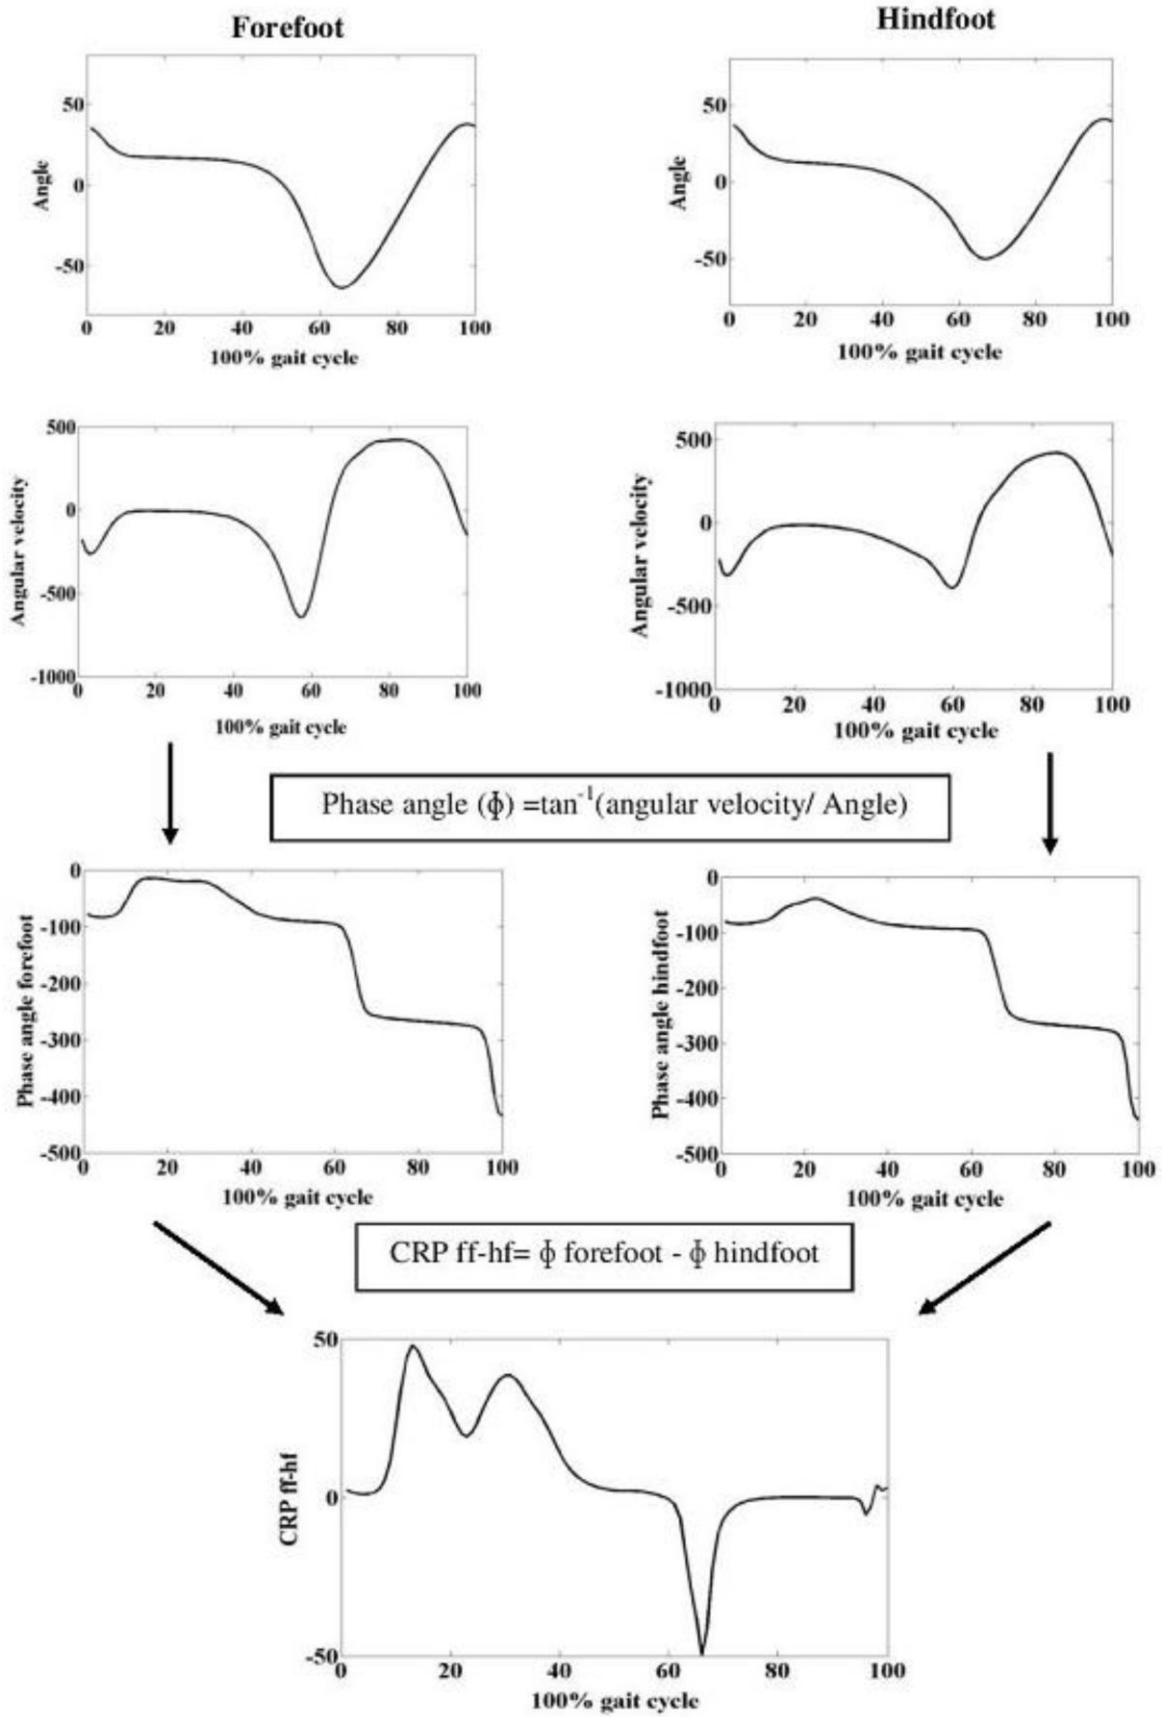 Forefoot
Hindfoot
50
0
-50
Angle
0 20 40 60 80 100
100% gait cycle
50
0
-50
Angle
0 20 40 60 80 100
100% gait cycle
500
0
-500
-1000
Angular velocity
0 20 40 60 80 100
100% gait cycle
500
0
-500
-1000
Angular velocity
0 20 40 60 80 100
100% gait cycle
Phase angle (ϕ) =tan⁻¹(angular velocity/ Angle)
0
-100
-200
-300
-400
-500
Phase angle forefoot
0 20 40 60 80 100
100% gait cycle
0
-100
-200
-300
-400
-500
Phase angle hindfoot
0 20 40 60 80 100
100% gait cycle
CRP ff-hf= ϕ forefoot - ϕ hindfoot
50
0
-50
CRP ff-hf
0 20 40 60 80 100
100% gait cycle